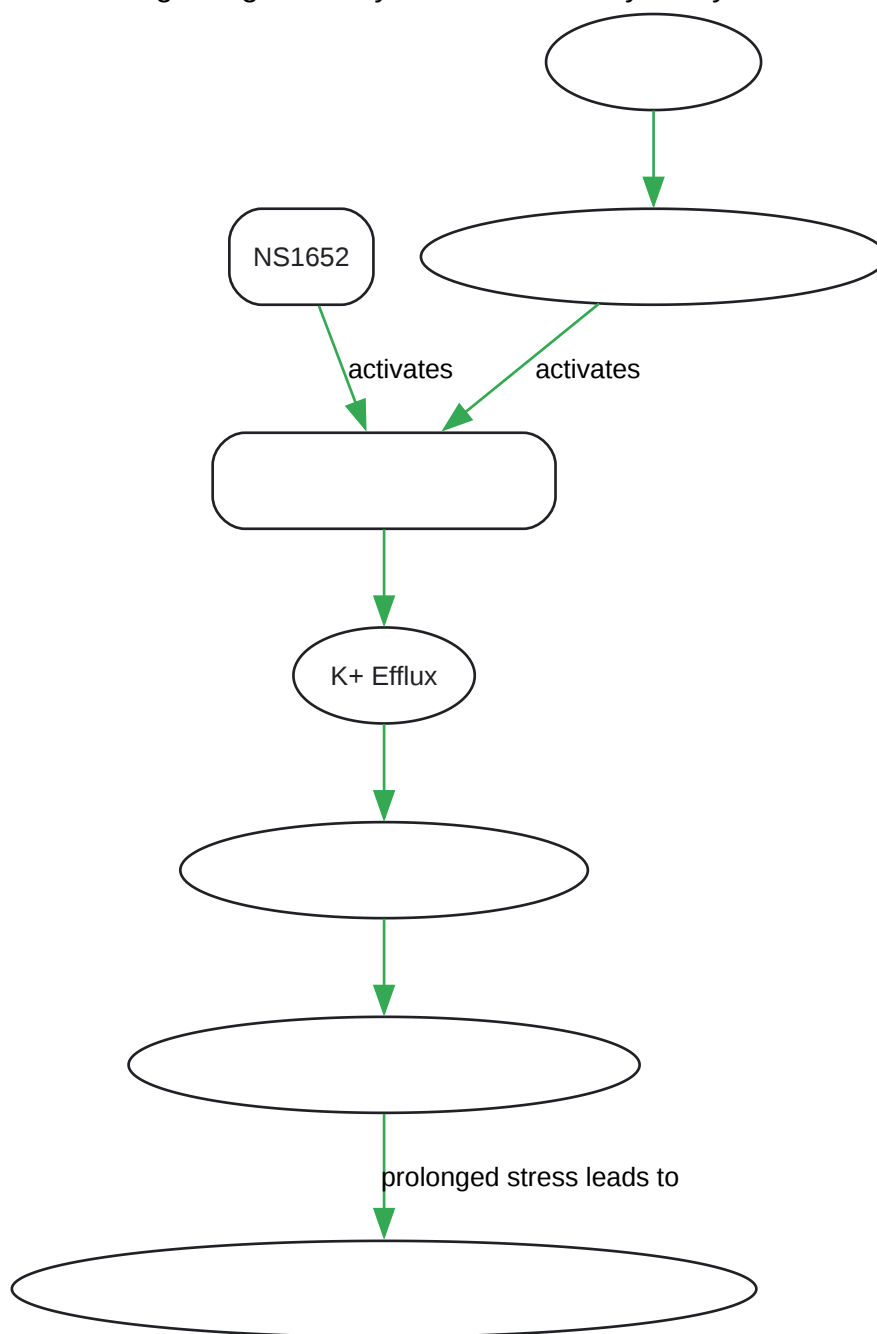 NS1652
activates
activates
K+ Efflux
prolonged stress leads to